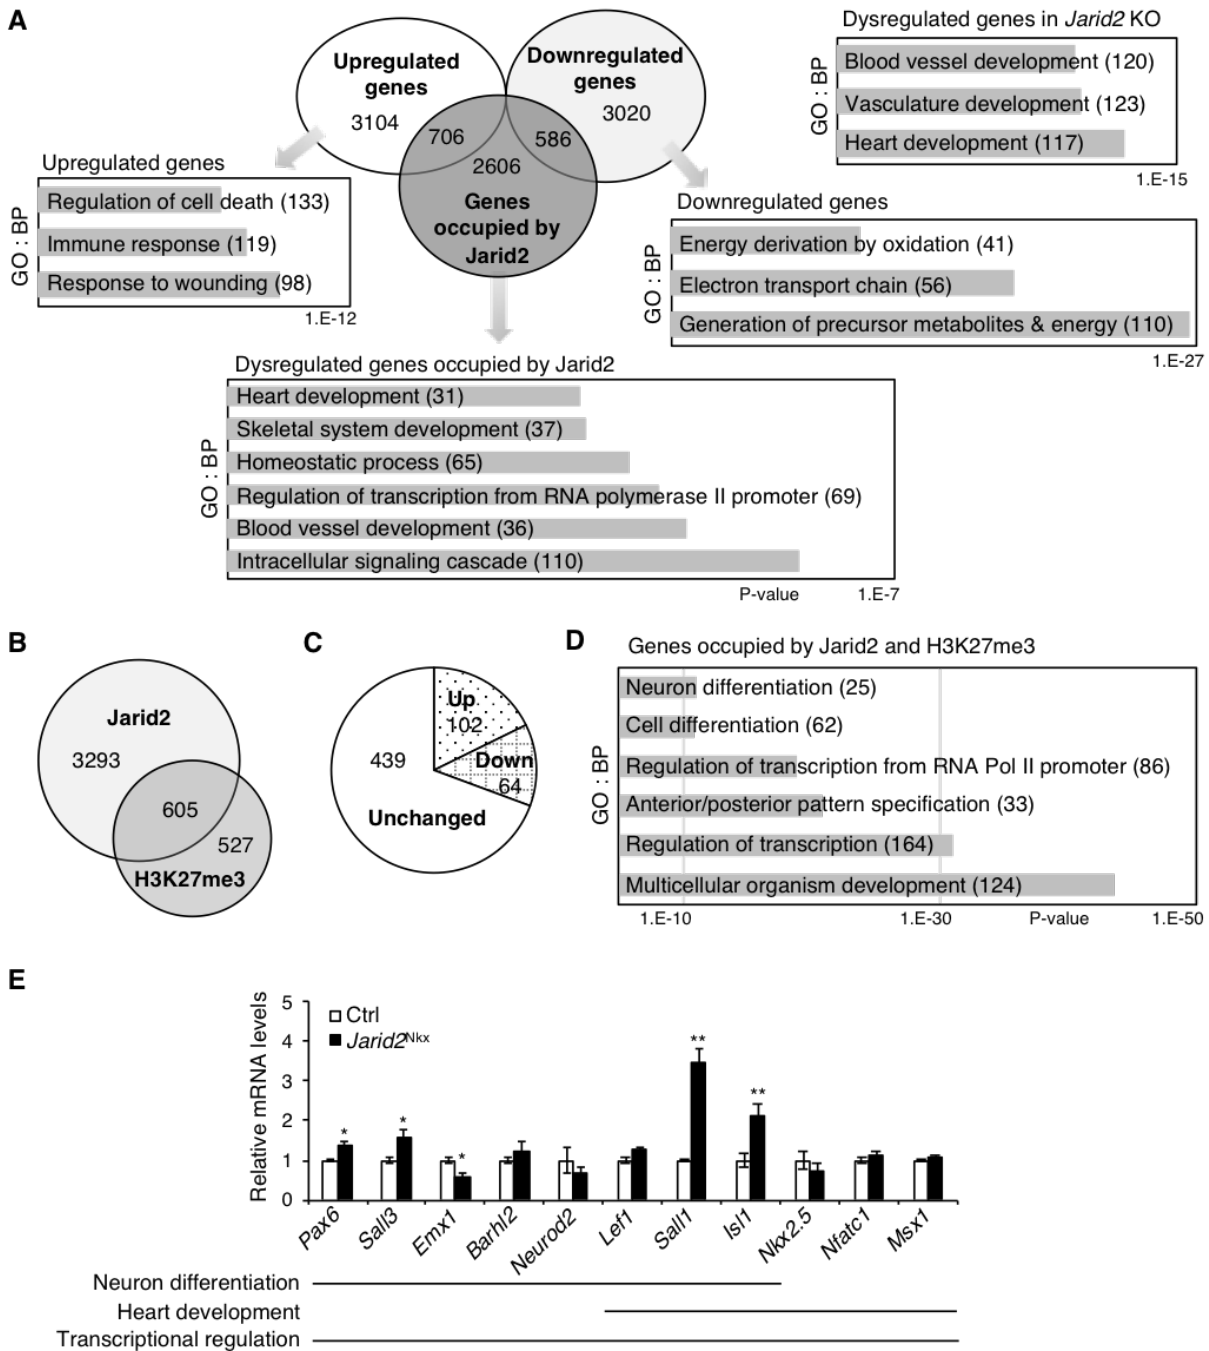 A
Upregulated
genes
3104
Downregulated
genes
3020
706
586
2606
Genes
occupied by
Jarid2
Dysregulated genes in Jarid2 KO
GO : BP
Blood vessel development (120)
Vasculature development (123)
Heart development (117)
1.E-15
Upregulated genes
GO : BP
Regulation of cell death (133)
Immune response (119)
Response to wounding (98)
1.E-12
Downregulated genes
GO : BP
Energy derivation by oxidation (41)
Electron transport chain (56)
Generation of precursor metabolites & energy (110)
1.E-27
Dysregulated genes occupied by Jarid2
GO : BP
Heart development (31)
Skeletal system development (37)
Homeostatic process (65)
Regulation of transcription from RNA polymerase II promoter (69)
Blood vessel development (36)
Intracellular signaling cascade (110)
P-value 1.E-7
B
Jarid2
3293
605
527
H3K27me3
C
Up
102
Down
64
439
Unchanged
D
Genes occupied by Jarid2 and H3K27me3
GO : BP
Neuron differentiation (25)
Cell differentiation (62)
Regulation of transcription from RNA Pol II promoter (86)
Anterior/posterior pattern specification (33)
Regulation of transcription (164)
Multicellular organism development (124)
1.E-10 1.E-30 P-value 1.E-50
E
Relative mRNA levels
5
4
3
2
1
0
Ctrl
Jarid2Nkx
* * * ** **
Pax6 Sall3 Emx1 Barhl2 Neurod2 Lef1 Sall1 Isl1 Nkx2.5 Nfatc1 Msx1
Neuron differentiation
Heart development
Transcriptional regulation